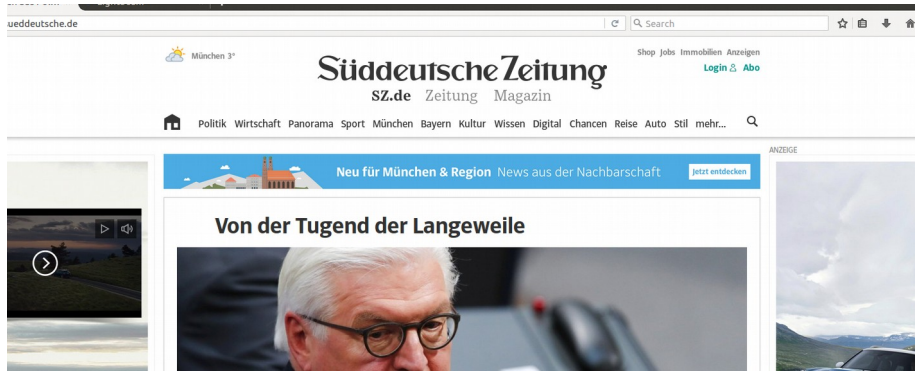 ueddeutsche.de
Search
München 3°
Shop Jobs Immobilien Anzeigen
Login Abo
Süddeutsche Zeitung
SZ.de Zeitung Magazin
Politik Wirtschaft Panorama Sport München Bayern Kultur Wissen Digital Chancen Reise Auto Stil mehr...
ANZEIGE
Neu für München & Region News aus der Nachbarschaft
Jetzt entdecken
Von der Tugend der Langeweile